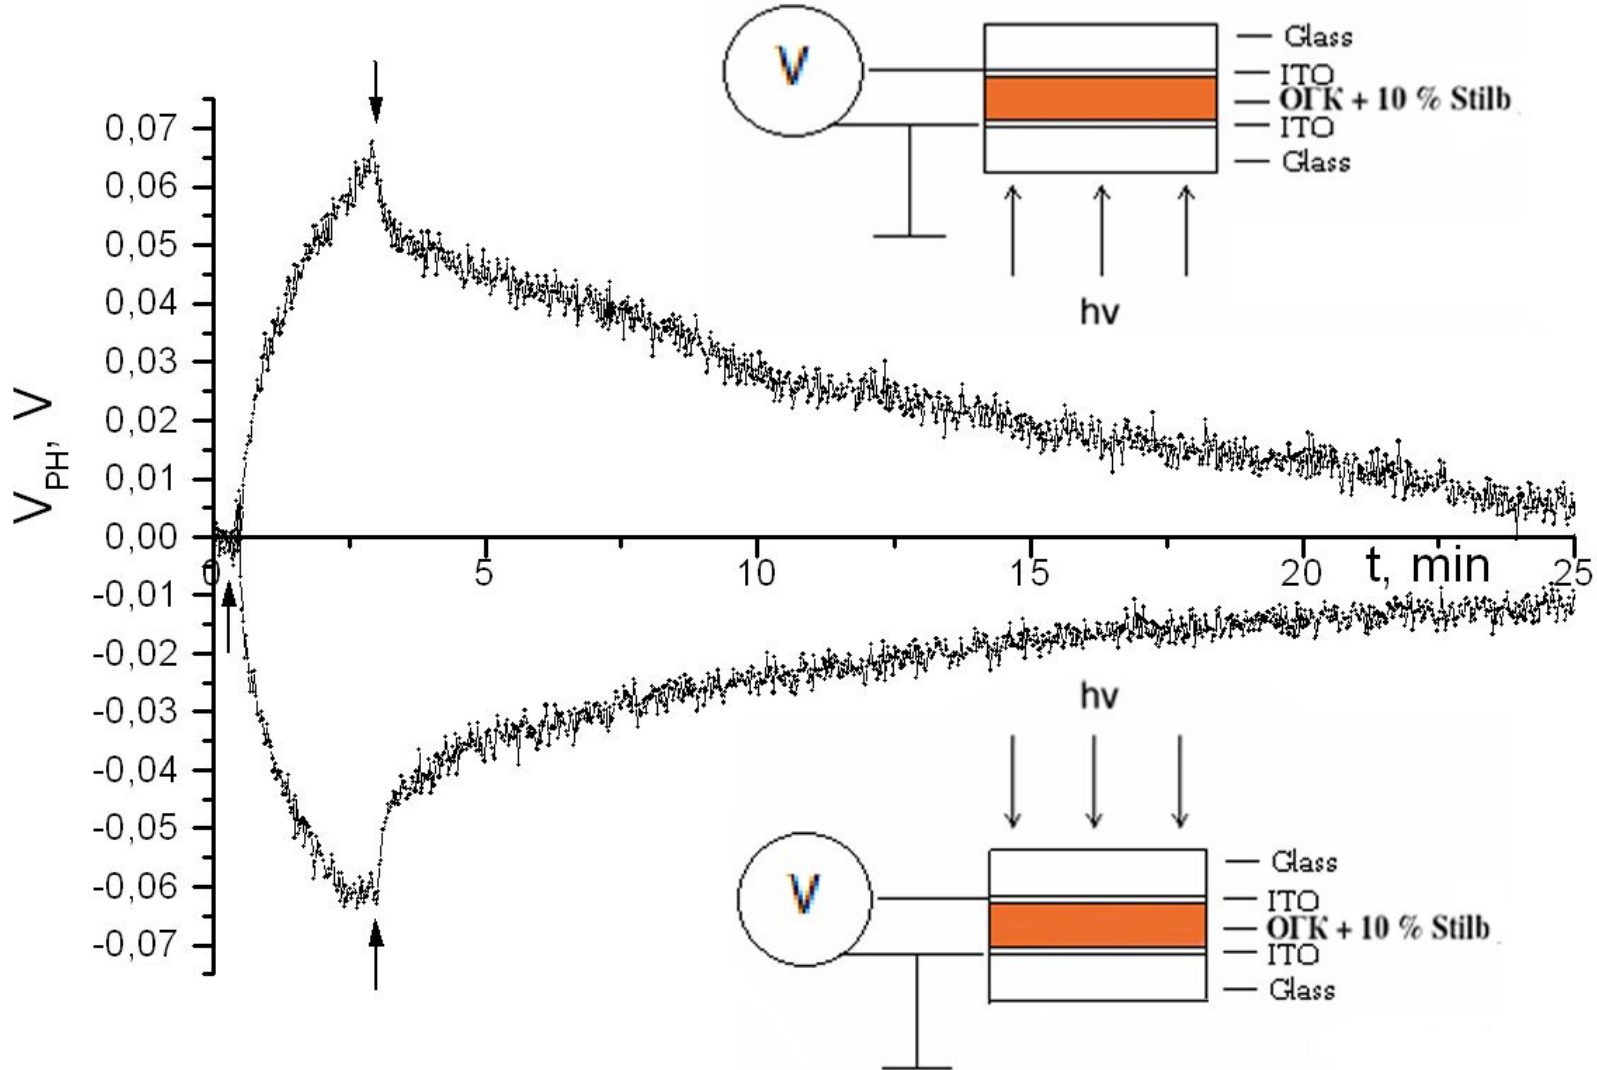 V
Glass
ITO
ОГК + 10 % Stilb
ITO
Glass
hv
0,07
0,06
0,05
0,04
0,03
0,02
0,01
0,00
-0,01
-0,02
-0,03
-0,04
-0,05
-0,06
-0,07
V_PH, V
0 5 10 15 20 25
t, min
hv
V
Glass
ITO
ОГК + 10 % Stilb
ITO
Glass